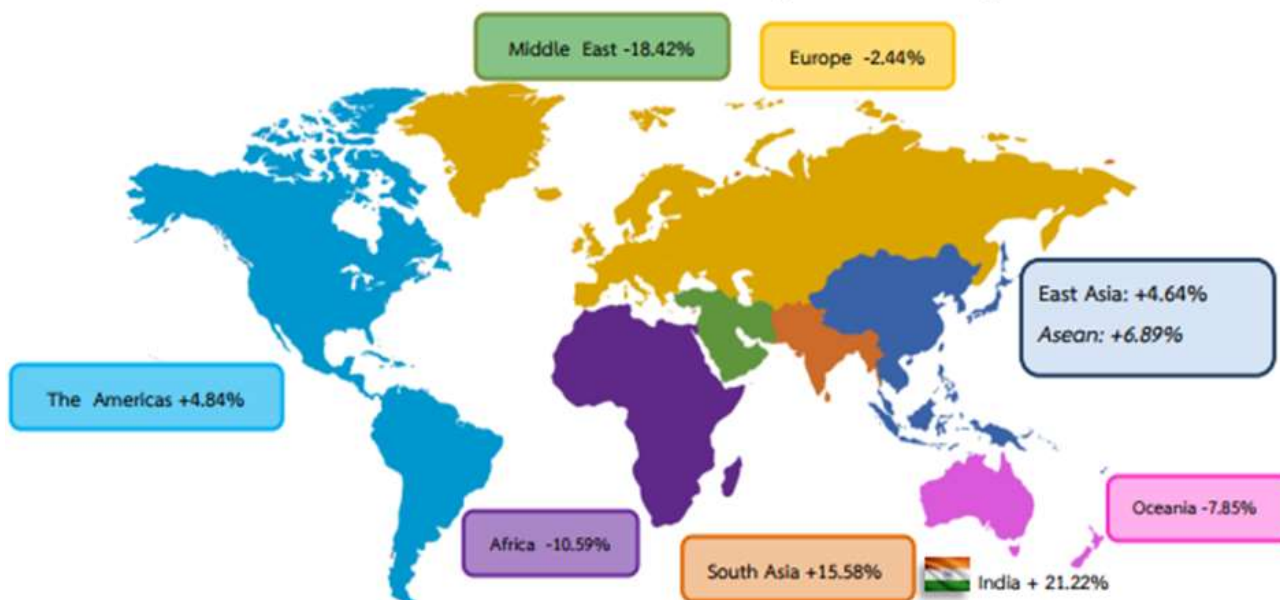 Middle East -18.42%
Europe -2.44%
East Asia: +4.64%
Asean: +6.89%
The Americas +4.84%
Oceania -7.85%
Africa -10.59%
South Asia +15.58%
India + 21.22%